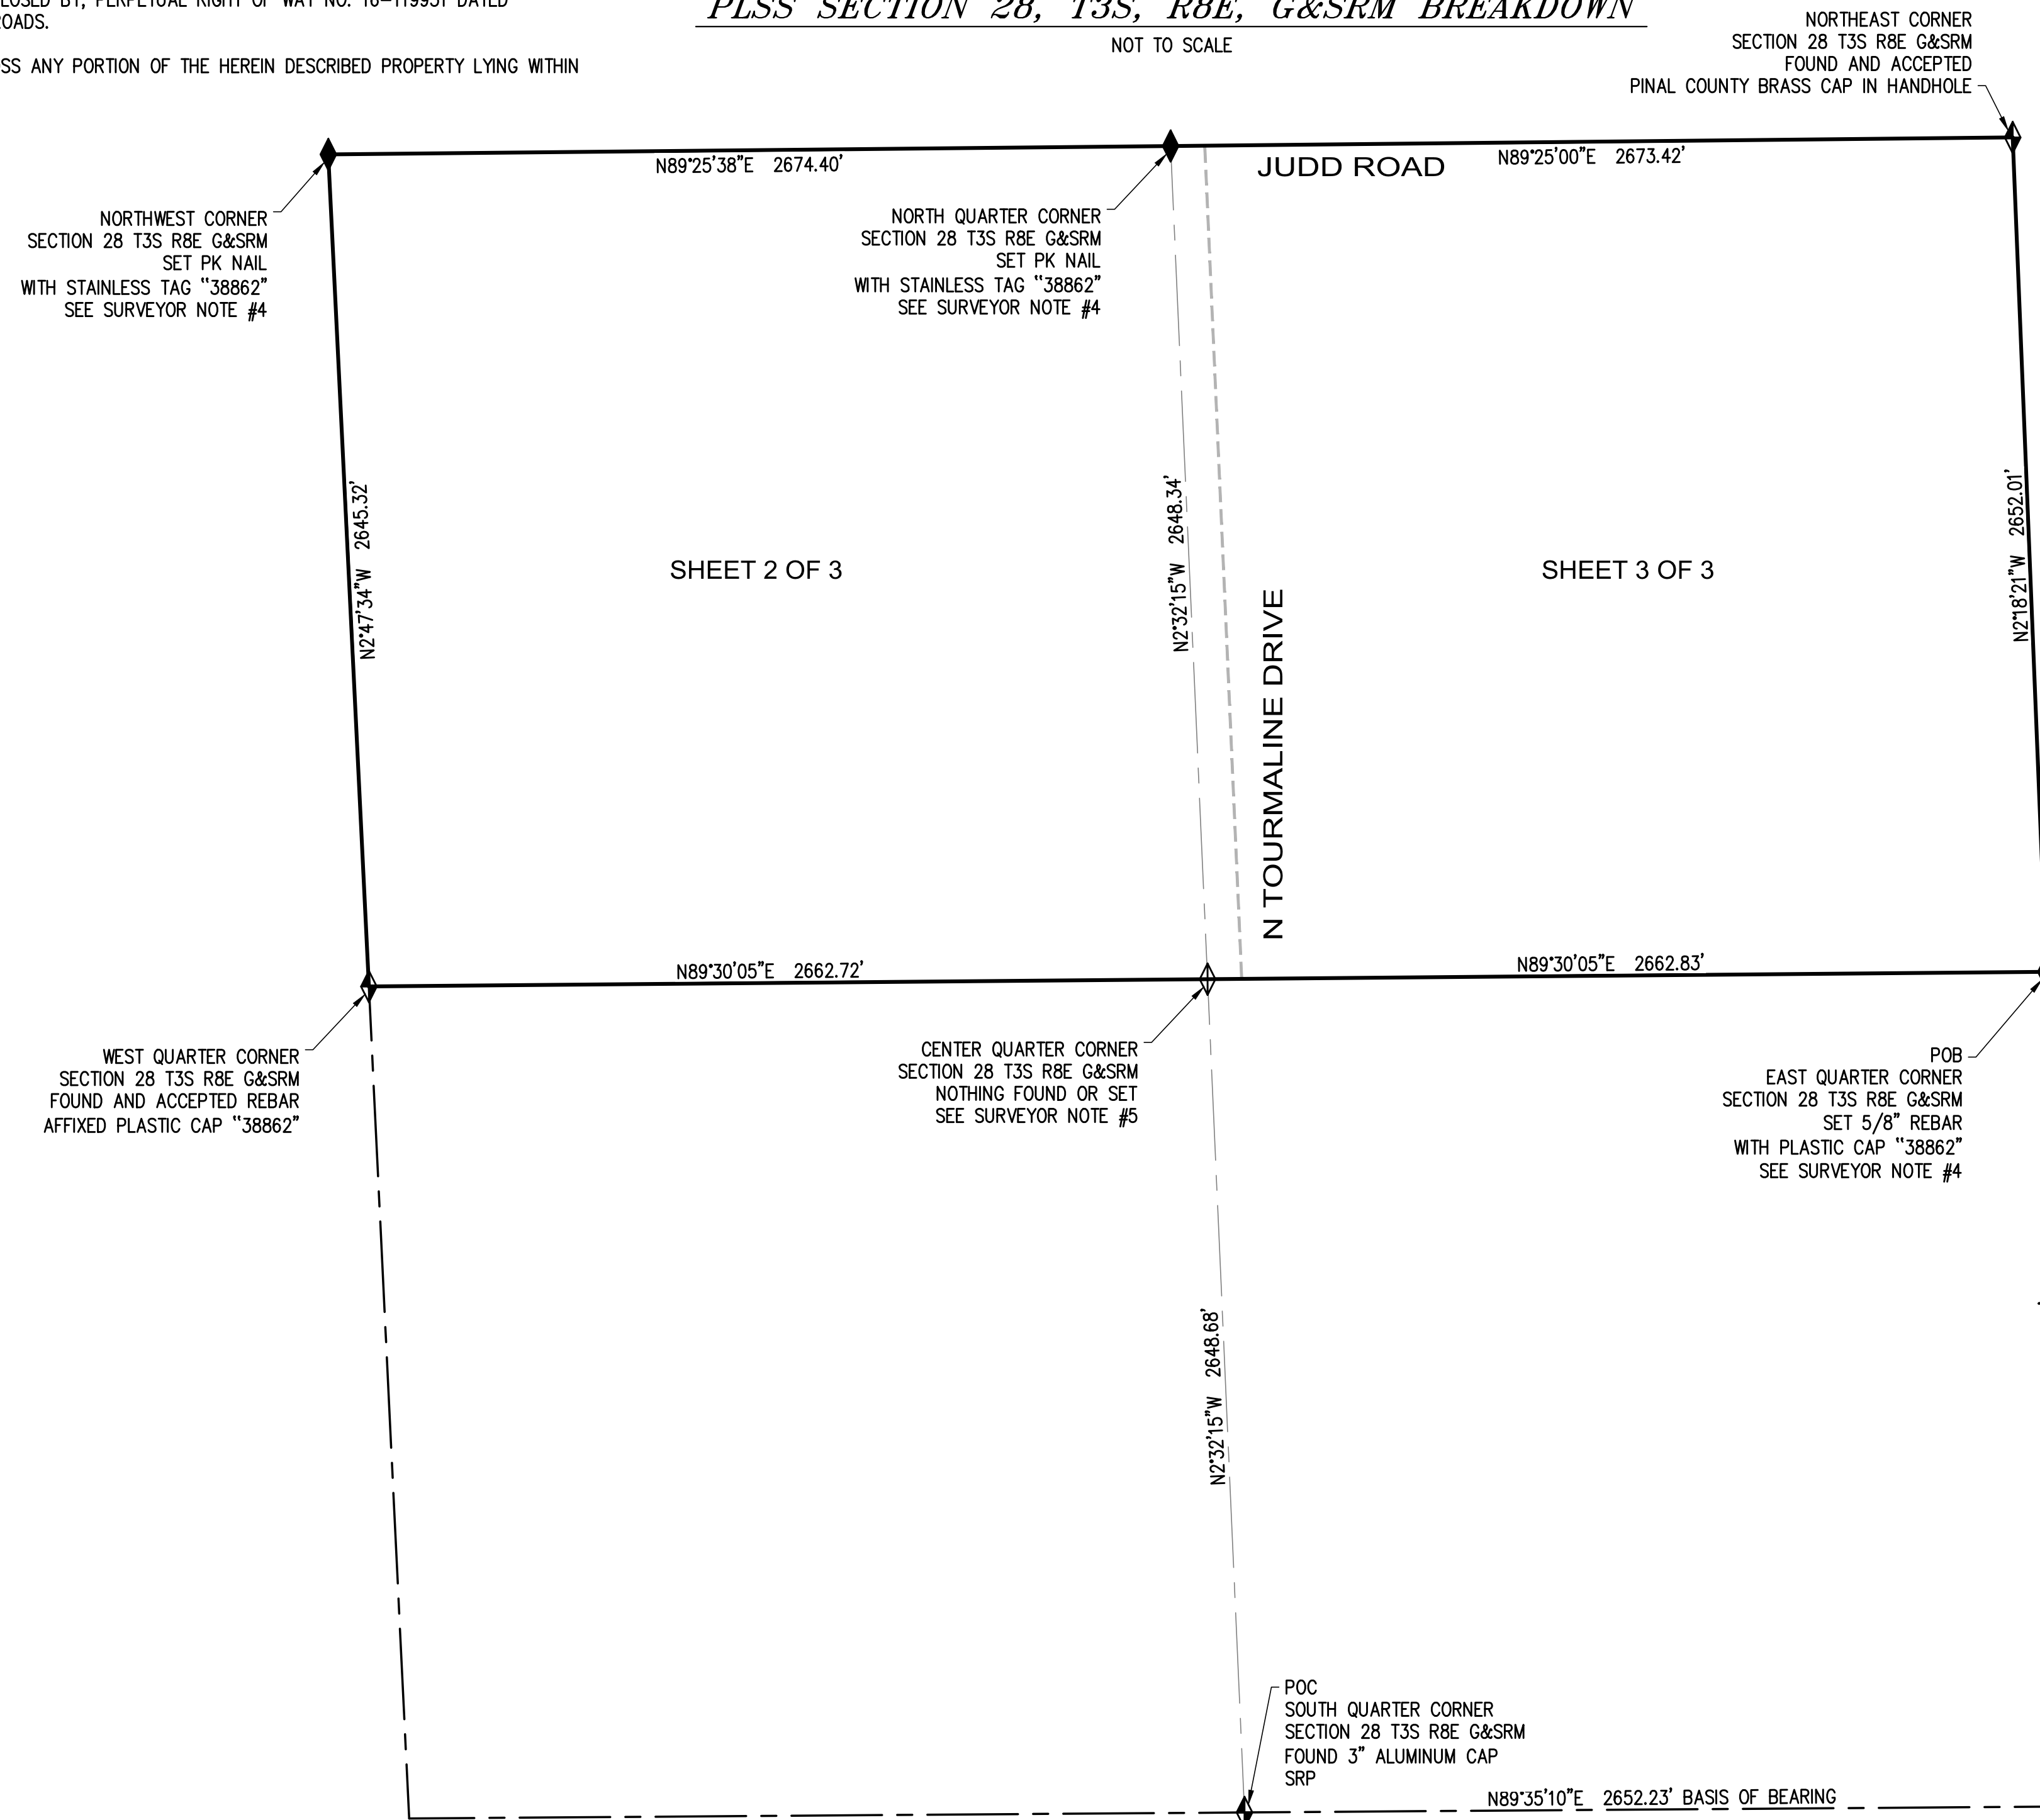 PERPETUAL RIGHT OF WAY NO. 16-119951 DATED
SS ANY PORTION OF THE HEREIN DESCRIBED PROPERTY LYING WITHIN
PLSS SECTION 28, T3S, R8E, G&SRM BREAKDOWN
NOT TO SCALE
NORTHEAST CORNER
SECTION 28 T3S R8E G&SRM
FOUND AND ACCEPTED
PINAL COUNTY BRASS CAP IN HANDHOLE
N89°25'38"E 2674.40'
JUDD ROAD
N89°25'00"E 2673.42'
NORTHWEST CORNER
SECTION 28 T3S R8E G&SRM
SET PK NAIL
WITH STAINLESS TAG "38862"
SEE SURVEYOR NOTE #4
NORTH QUARTER CORNER
SECTION 28 T3S R8E G&SRM
SET PK NAIL
WITH STAINLESS TAG "38862"
SEE SURVEYOR NOTE #4
N2°47'34"W 2645.32'
SHEET 2 OF 3
N2°32'15"W 2648.34'
N TOURMALINE DRIVE
SHEET 3 OF 3
N2°18'21"W 2652.01'
N89°30'05"E 2662.72'
N89°30'05"E 2662.83'
WEST QUARTER CORNER
SECTION 28 T3S R8E G&SRM
FOUND AND ACCEPTED REBAR
AFFIXED PLASTIC CAP "38862"
CENTER QUARTER CORNER
SECTION 28 T3S R8E G&SRM
NOTHING FOUND OR SET
SEE SURVEYOR NOTE #5
POB
EAST QUARTER CORNER
SECTION 28 T3S R8E G&SRM
SET 5/8" REBAR
WITH PLASTIC CAP "38862"
SEE SURVEYOR NOTE #4
N2°32'15"W 2648.68'
POC
SOUTH QUARTER CORNER
SECTION 28 T3S R8E G&SRM
FOUND 3" ALUMINUM CAP
SRP
N89°35'10"E 2652.23' BASIS OF BEARING